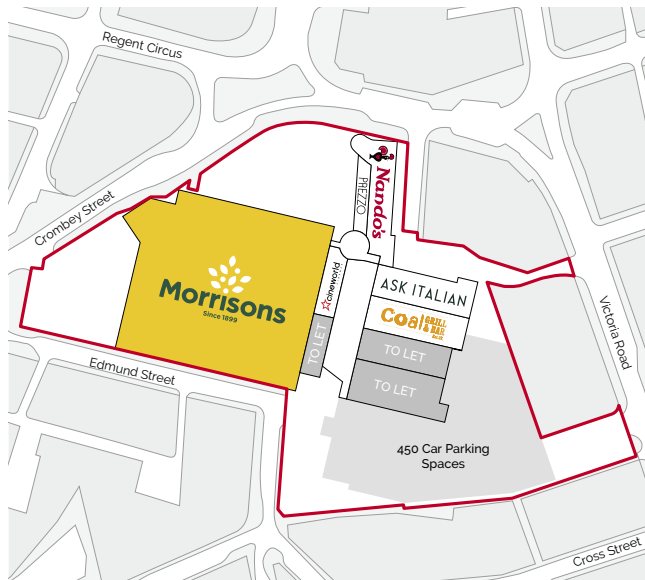 Regent Circus
Crombey Street
Nando's
PREZZO
cineworld
Morrisons
Since 1899
ASK ITALIAN
Coal GRILL
& BAR
TO LET
TO LET
TO LET
Victoria Road
Edmund Street
450 Car Parking
Spaces
Cross Street